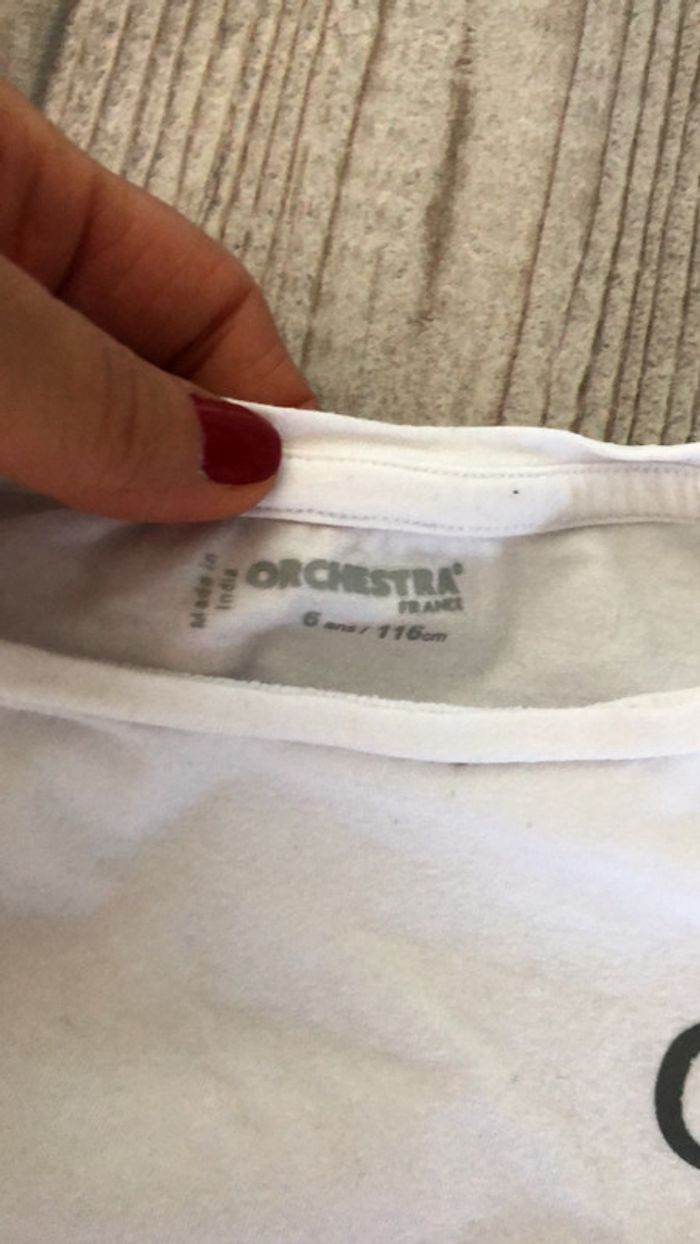 Made in
India
ORCHESTRA®
FRANCE
6 ans / 116cm